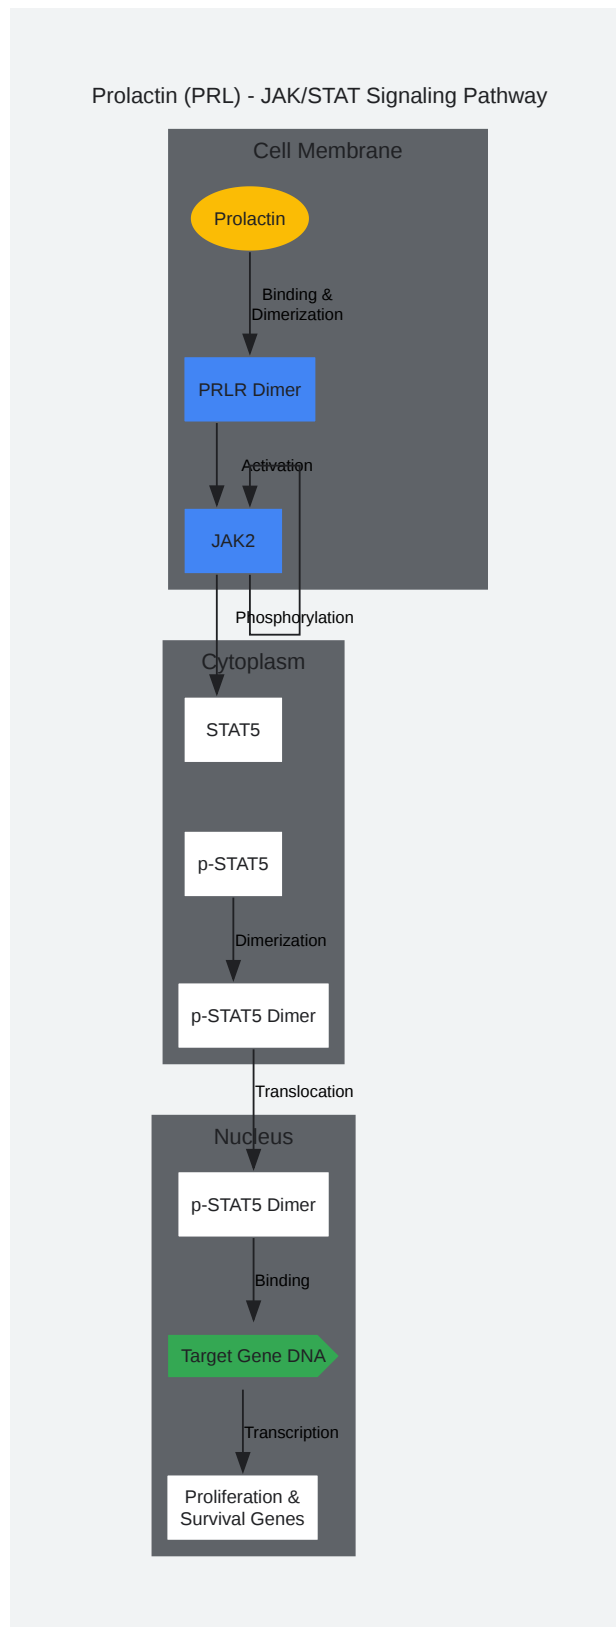 Prolactin (PRL) - JAK/STAT Signaling Pathway
Cell Membrane
Prolactin
Binding &
Dimerization
PRLR Dimer
Activation
JAK2
Phosphorylation
Cytoplasm
STAT5
p-STAT5
Dimerization
p-STAT5 Dimer
Translocation
Nucleus
p-STAT5 Dimer
Binding
Target Gene DNA
Transcription
Proliferation &
Survival Genes